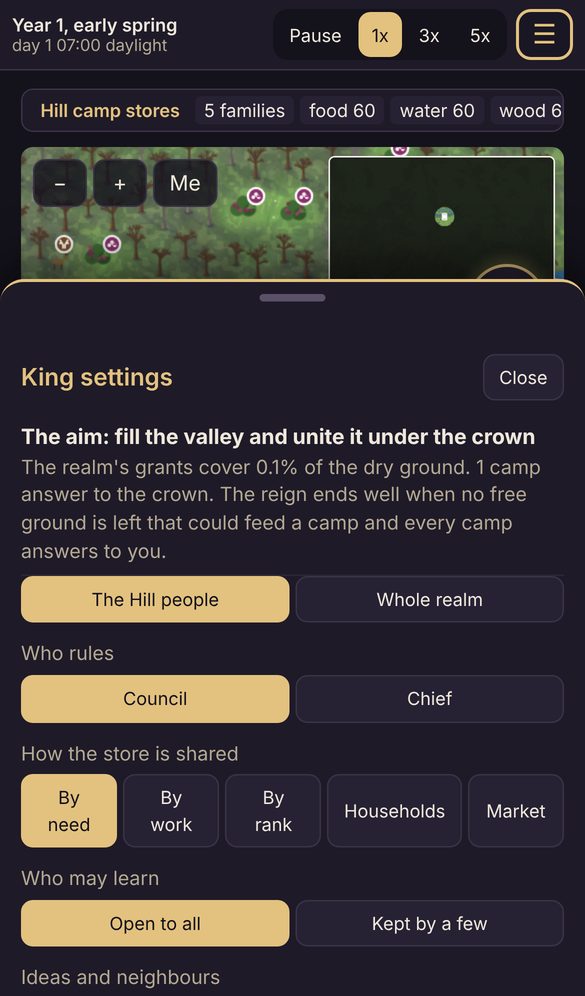 Year 1, early spring
day 1 07:00 daylight
Pause 1x 3x 5x ☰
Hill camp stores 5 families food 60 water 60 wood 6
− + Me
King settings
Close
The aim: fill the valley and unite it under the crown
The realm's grants cover 0.1% of the dry ground. 1 camp
answer to the crown. The reign ends well when no free
ground is left that could feed a camp and every camp
answers to you.
The Hill people Whole realm
Who rules
Council Chief
How the store is shared
By need By work By rank Households Market
Who may learn
Open to all Kept by a few
Ideas and neighbours